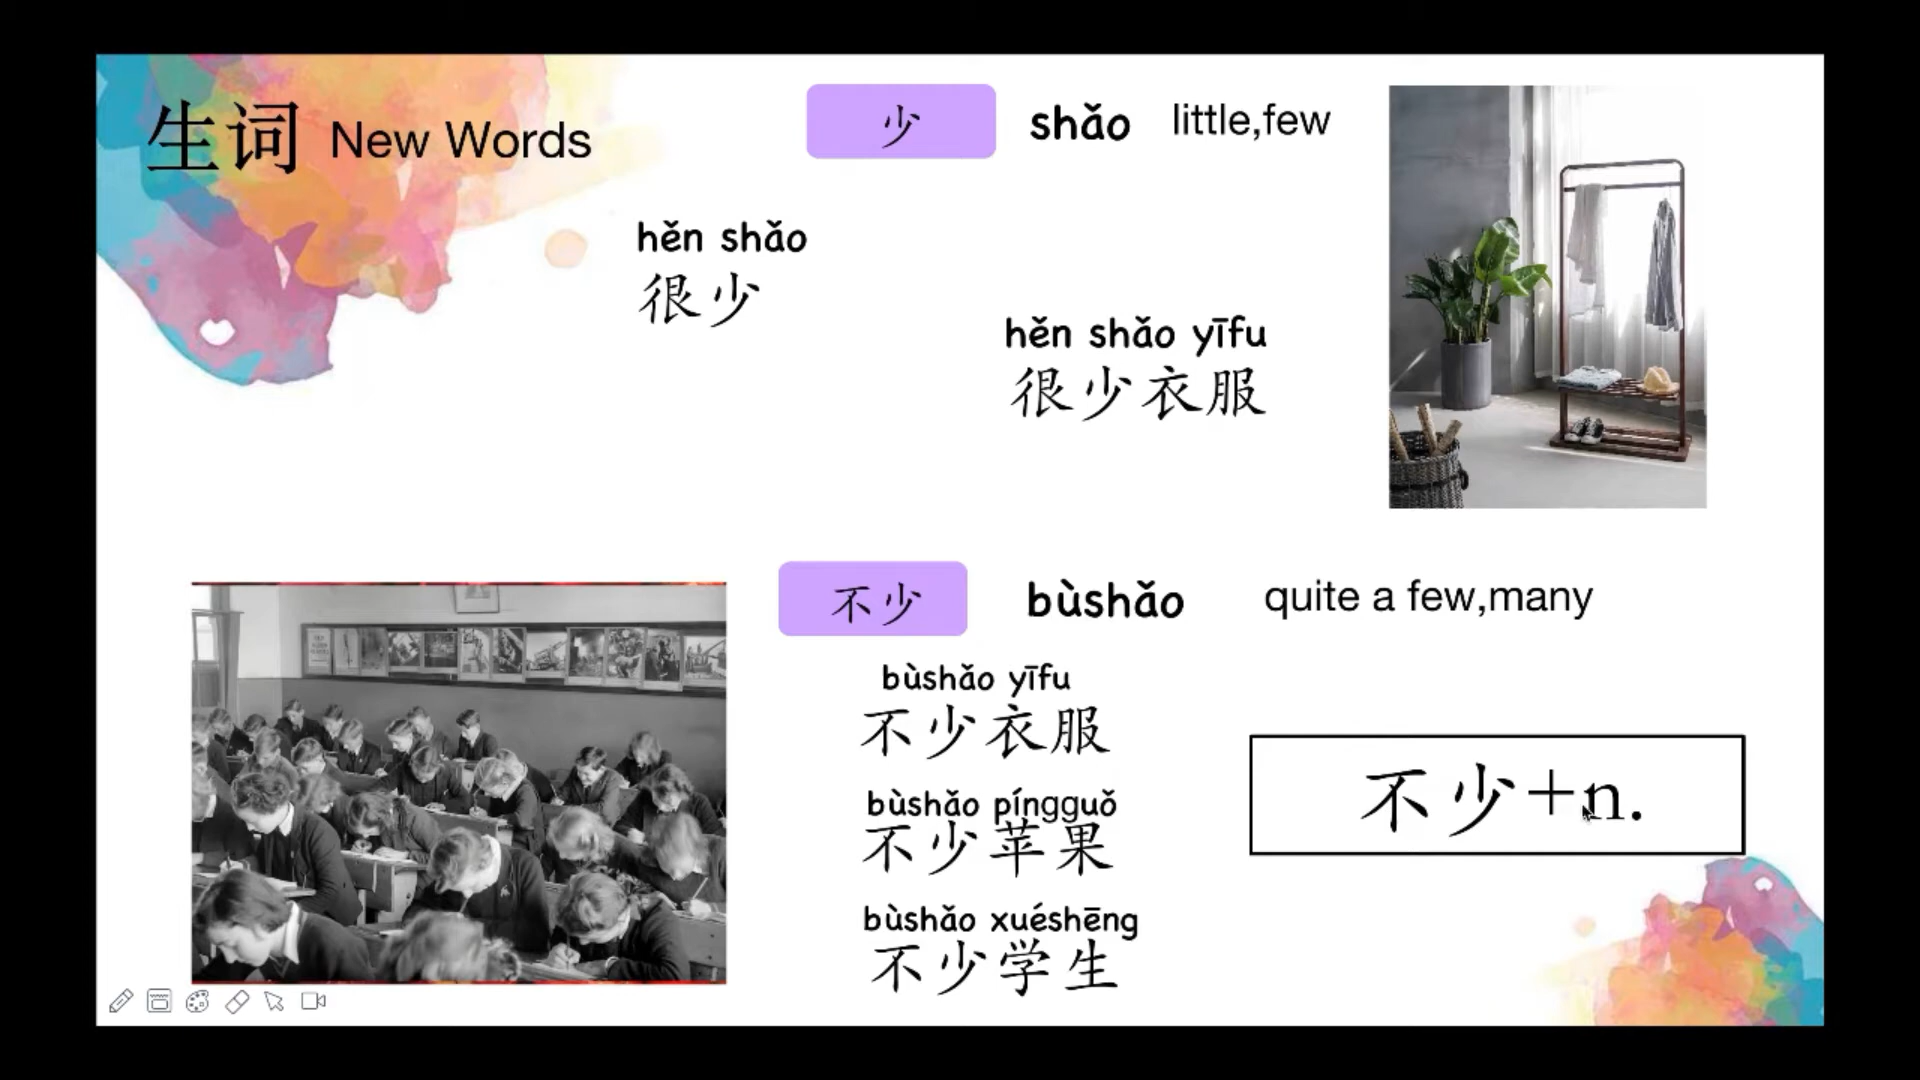 生词 New Words
少 shǎo little,few
hěn shǎo
很少
hěn shǎo yīfu
很少衣服
不少 bùshǎo quite a few,many
bùshǎo yīfu
不少衣服
bùshǎo píngguǒ
不少苹果
bùshǎo xuéshēng
不少学生
不少+n.